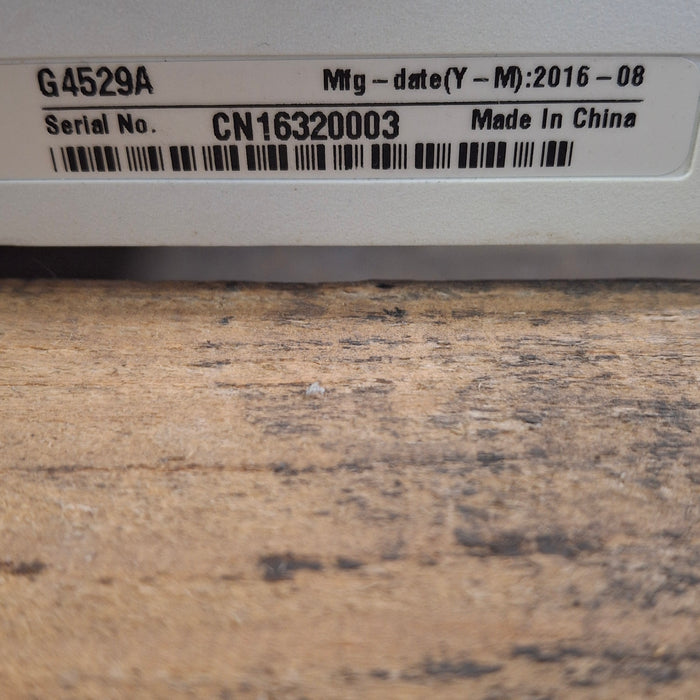 G4529A Mfg-date(Y-M):2016-08
Serial No. CN16320003 Made In China